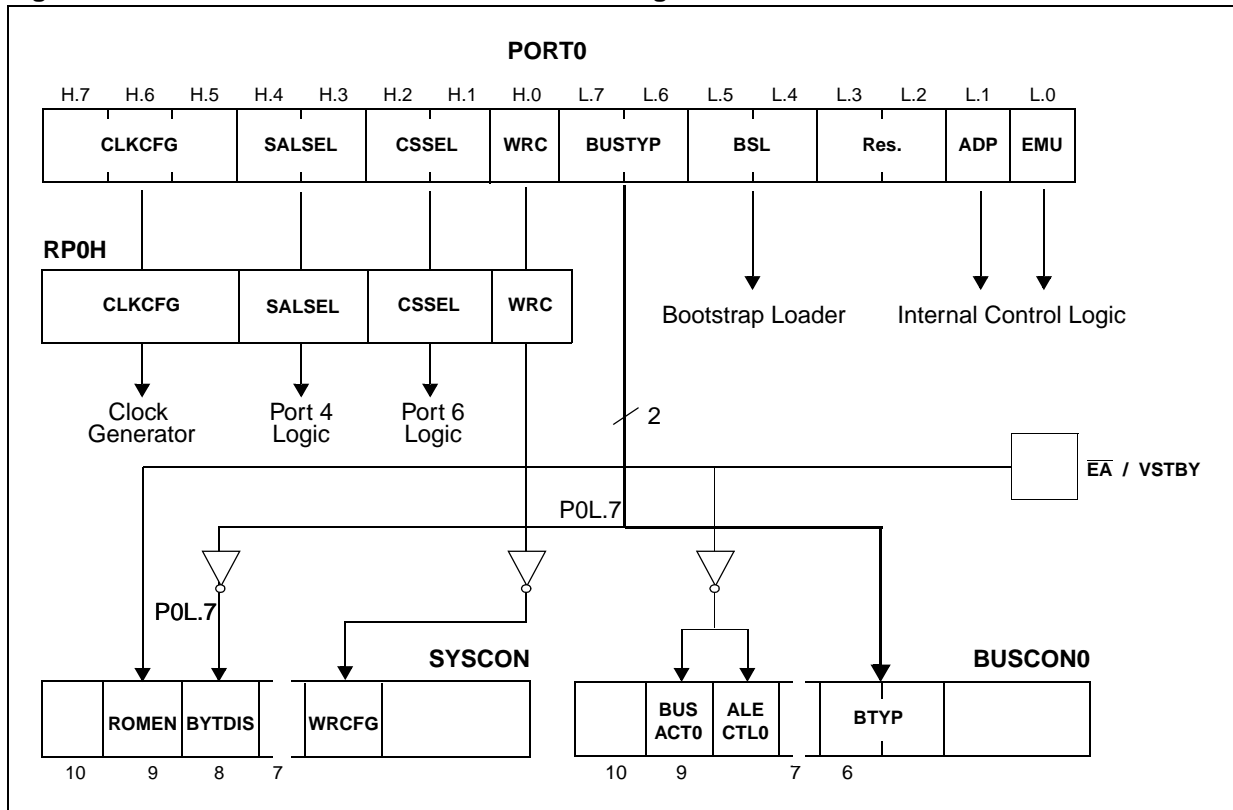 PORT0
H.7 H.6 H.5 H.4 H.3 H.2 H.1 H.0 L.7 L.6 L.5 L.4 L.3 L.2 L.1 L.0
CLKCFG SALSEL CSSEL WRC BUSTYP BSL Res. ADP EMU
RP0H
CLKCFG SALSEL CSSEL WRC
Bootstrap Loader Internal Control Logic
Clock Generator
Port 4 Logic
Port 6 Logic
2
EA / VSTBY
P0L.7
P0L.7
SYSCON BUSCON0
ROMEN BYTDIS WRCFG
BUS ACT0
ALE CTL0
BTYP
10 9 8 7 10 9 7 6